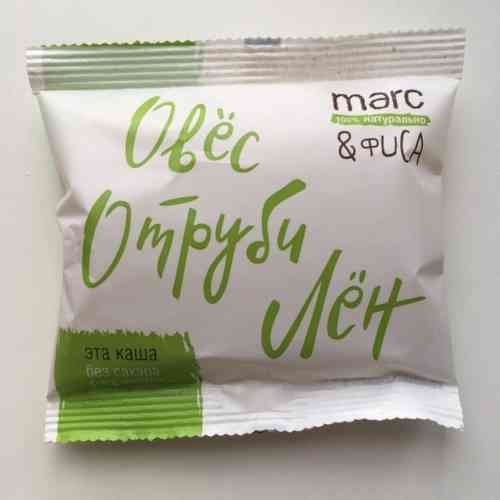 Овёс
Отруби
Лён
marc
100% натурально
& фиса
эта каша
без сахара